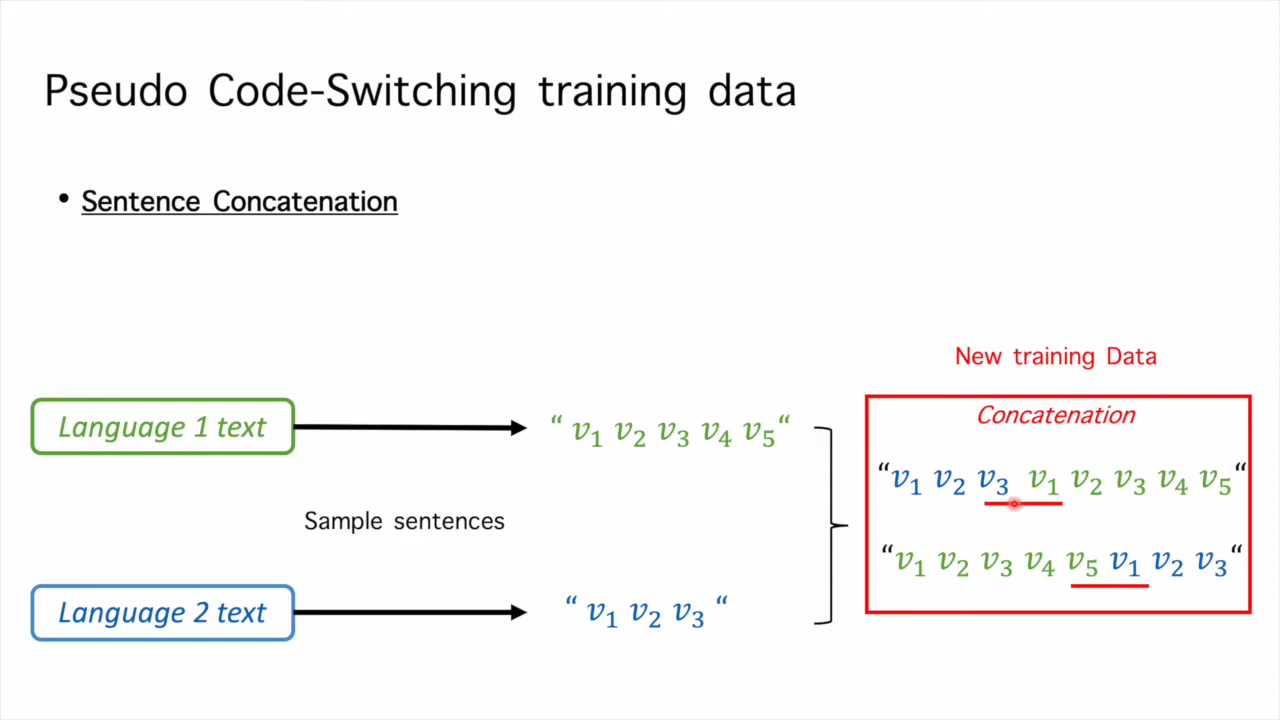 Pseudo Code-Switching training data
• Sentence Concatenation
New training Data
Language 1 text
“ v₁ v₂ v₃ v₄ v₅“
Concatenation
“v₁ v₂ v₃ v₁ v₂ v₃ v₄ v₅“
Sample sentences
“v₁ v₂ v₃ v₄ v₅ v₁ v₂ v₃“
Language 2 text
“ v₁ v₂ v₃ “